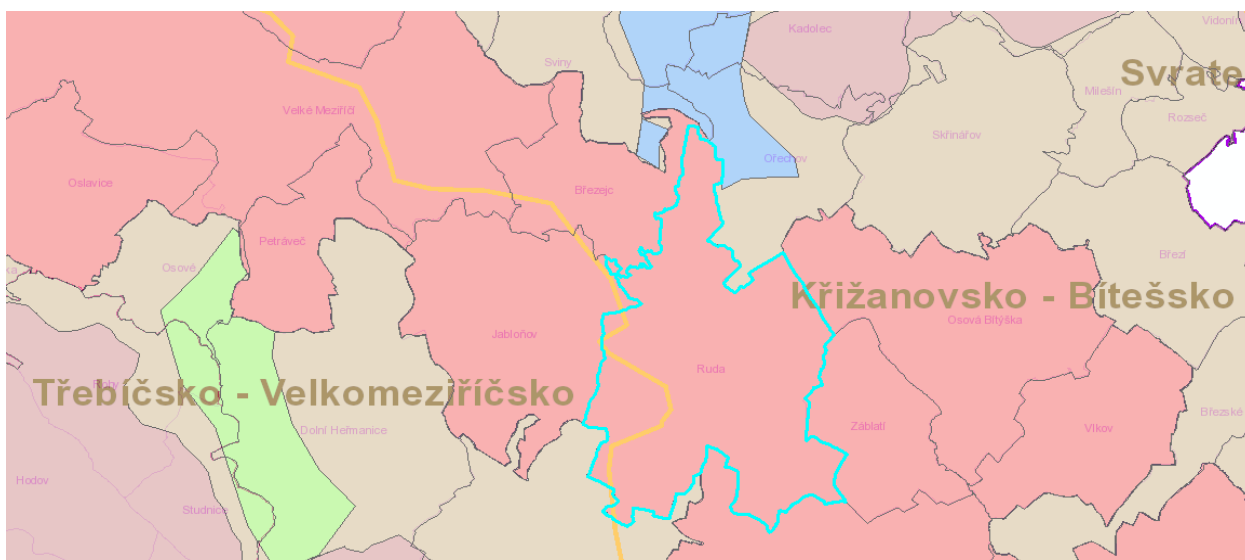 Kadolec
Vidonín
Sviny
Svrate
Milešín
Velké Meziříčí
Rozseč
Skřinářov
Ořechov
Oslavice
Březejc
Petráveč
Osové
Březí
Křižanovsko - Bítešsko
Osová Bítýška
Jabloňov
Ruda
Třebíčsko - Velkomeziříčsko
Březské
Záblatí
Vlkov
Dolní Heřmanice
Hodov
Studnice